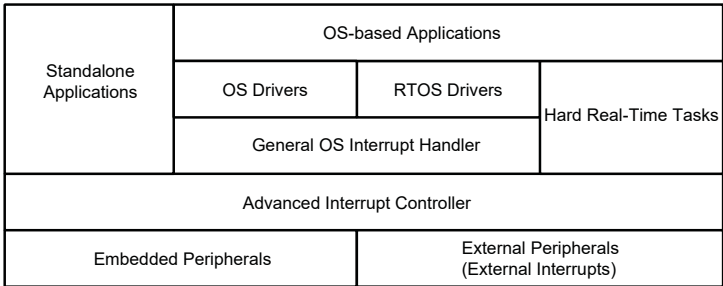 OS-based Applications
Standalone
Applications
OS Drivers
RTOS Drivers
Hard Real-Time Tasks
General OS Interrupt Handler
Advanced Interrupt Controller
Embedded Peripherals
External Peripherals
(External Interrupts)